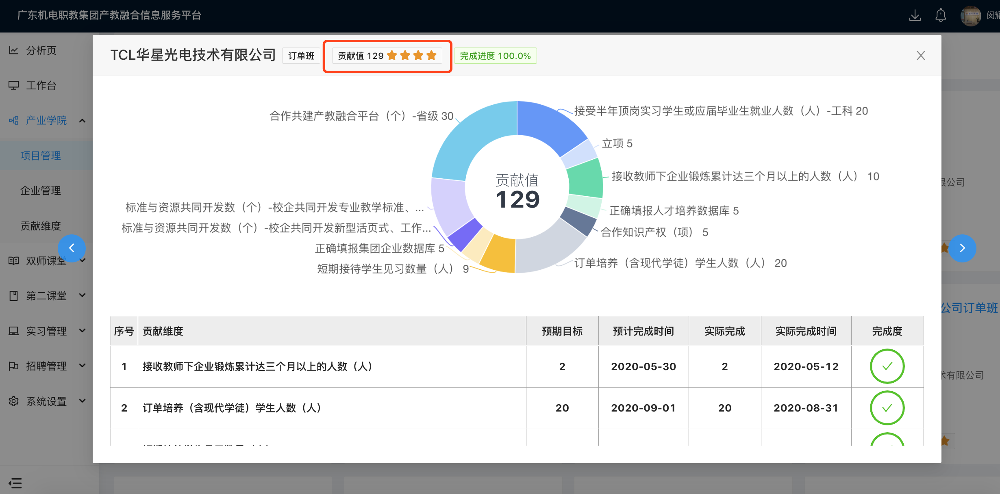 广东机电职教集团产教融合信息服务平台
闵耀
分析页
工作台
产业学院
项目管理
企业管理
贡献维度
双师课堂
第二课堂
实习管理
招聘管理
系统设置
TCL华星光电技术有限公司
订单班
贡献值 129
完成进度 100.0%
合作共建产教融合平台（个）-省级 30
接受半年顶岗实习学生或应届毕业生就业人数（人）-工科 20
立项 5
接收教师下企业锻炼累计达三个月以上的人数（人） 10
正确填报人才培养数据库 5
合作知识产权（项） 5
订单培养（含现代学徒）学生人数（人） 20
标准与资源共同开发数（个）-校企共同开发专业教学标准、...
标准与资源共同开发数（个）-校企共同开发新型活页式、工作...
正确填报集团企业数据库 5
短期接待学生见习数量（人） 9
贡献值
129
序号 贡献维度 预期目标 预计完成时间 实际完成 实际完成时间 完成度
1 接收教师下企业锻炼累计达三个月以上的人数（人） 2 2020-05-30 2 2020-05-12
2 订单培养（含现代学徒）学生人数（人） 20 2020-09-01 20 2020-08-31
限公司
公司订单班
术有限公司